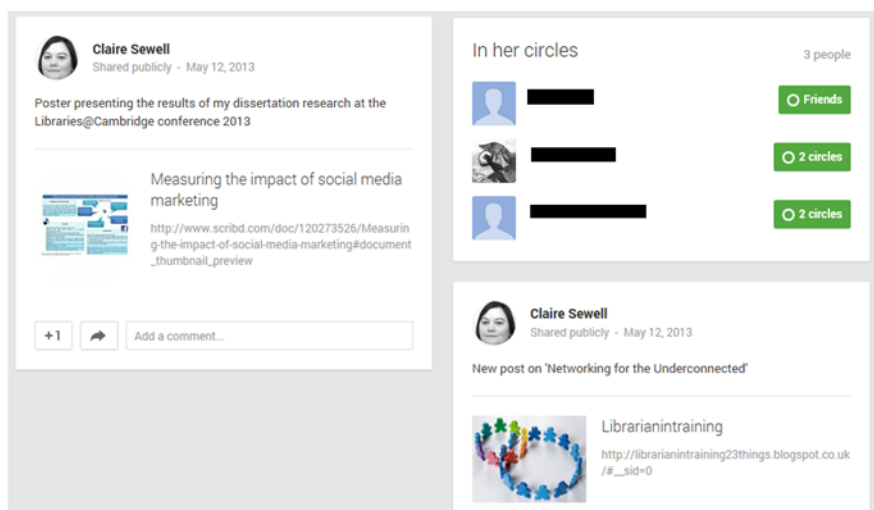 Claire Sewell
Shared publicly - May 12, 2013
Poster presenting the results of my dissertation research at the
Libraries@Cambridge conference 2013
Measuring the impact of social media
marketing
http://www.scribd.com/doc/120273526/Measurin
g-the-impact-of-social-media-marketing#document
_thumbnail_preview
+1
Add a comment...
In her circles
3 people
Friends
2 circles
2 circles
Claire Sewell
Shared publicly - May 12, 2013
New post on 'Networking for the Underconnected'
Librarianintraining
http://librarianintraining23things.blogspot.co.uk
/#__sid=0